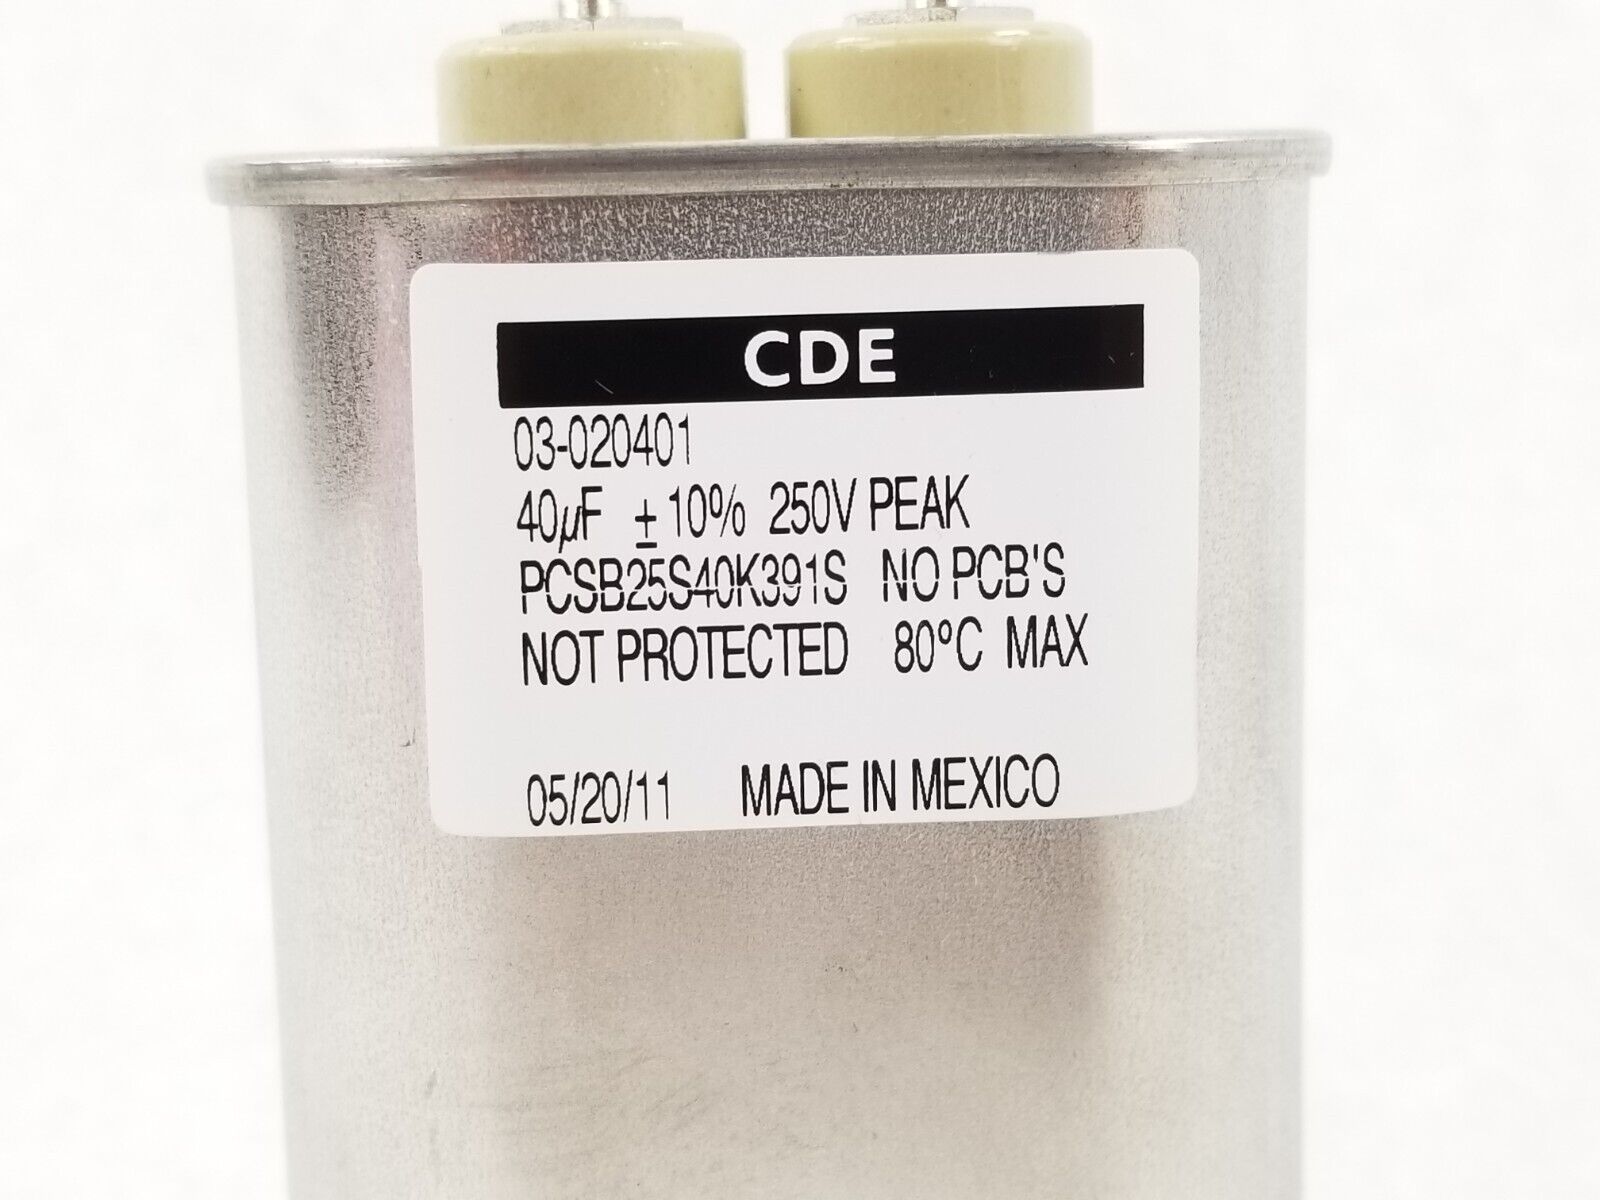 CDE
03-020401
40µF ±10% 250V PEAK
PCSB25S40K391S NO PCB'S
NOT PROTECTED 80°C MAX
05/20/11 MADE IN MEXICO